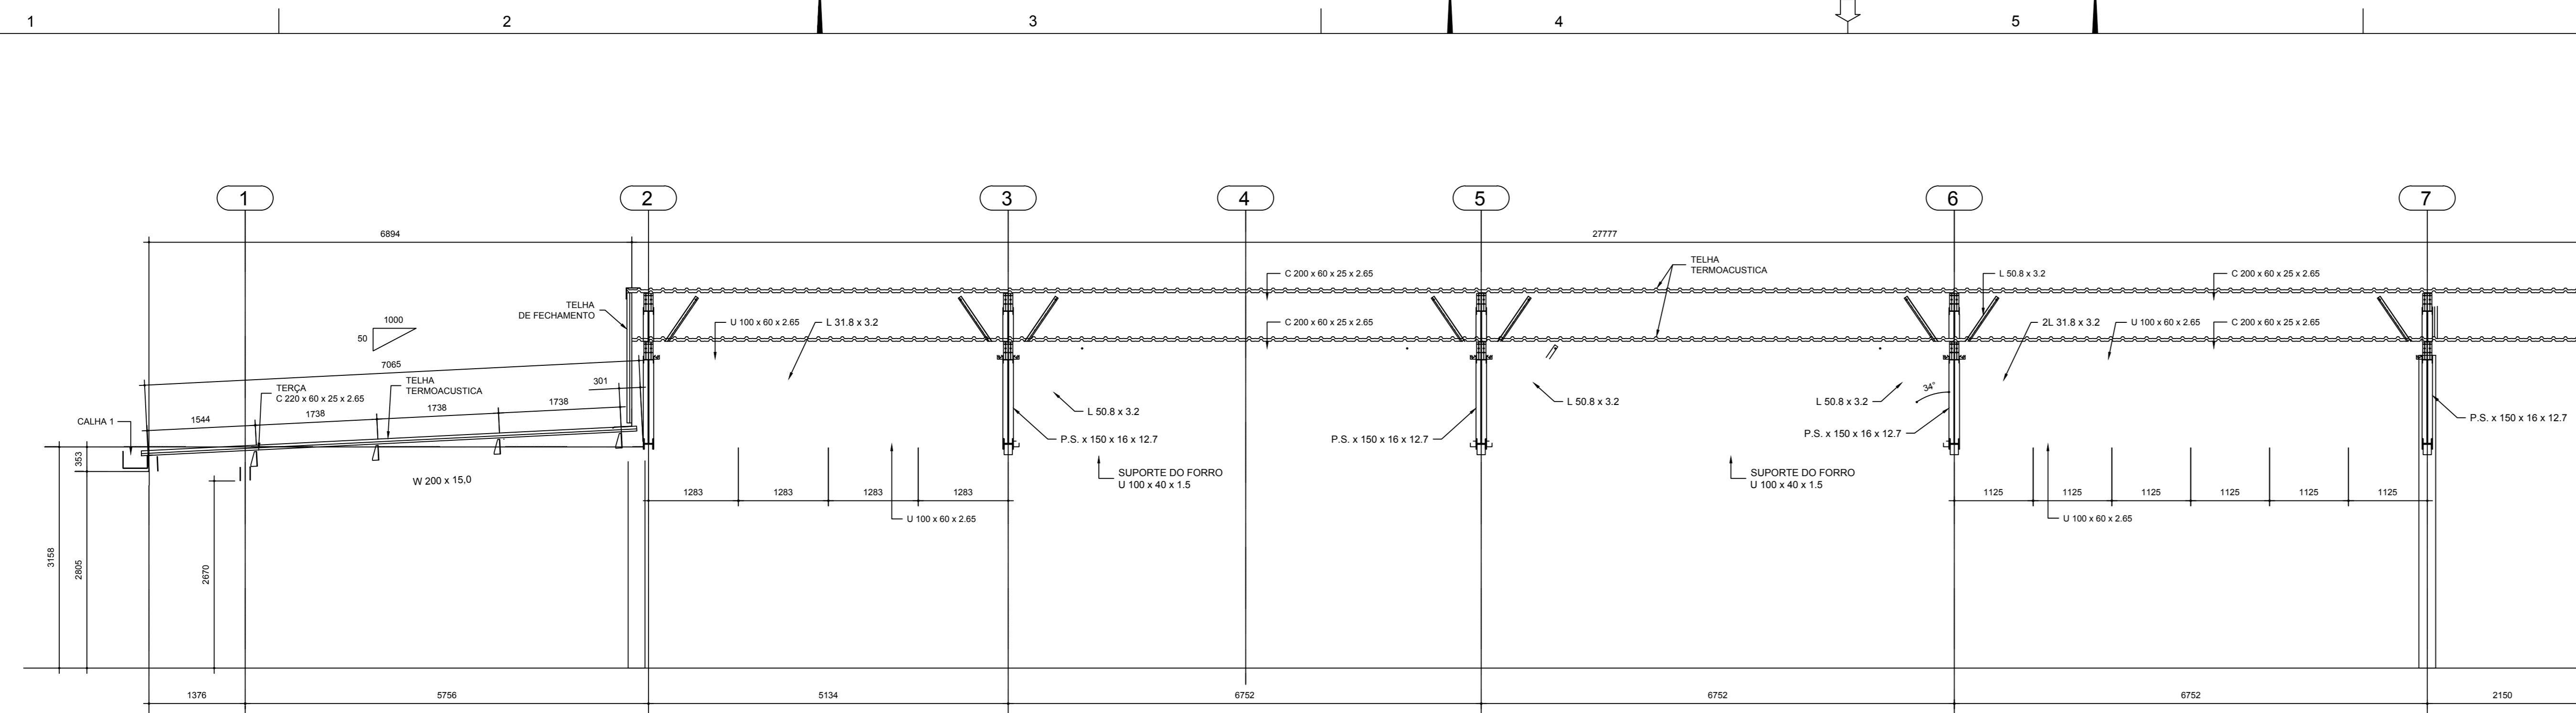 1 2 3 4 5
1 2 3 4 5 6 7
6894 27777
TELHA
TERMOACUSTICA
C 200 x 60 x 25 x 2.65
L 50.8 x 3.2
C 200 x 60 x 25 x 2.65
TELHA
DE FECHAMENTO
1000
50
U 100 x 60 x 2.65
L 31.8 x 3.2
C 200 x 60 x 25 x 2.65
2L 31.8 x 3.2
U 100 x 60 x 2.65
C 200 x 60 x 25 x 2.65
7065
301
TERÇA
C 220 x 60 x 25 x 2.65
TELHA
TERMOACUSTICA
34°
CALHA 1
1544
1738
1738
1738
L 50.8 x 3.2
L 50.8 x 3.2
L 50.8 x 3.2
P.S. x 150 x 16 x 12.7
P.S. x 150 x 16 x 12.7
P.S. x 150 x 16 x 12.7
P.S. x 150 x 16 x 12.7
353
W 200 x 15,0
SUPORTE DO FORRO
U 100 x 40 x 1.5
SUPORTE DO FORRO
U 100 x 40 x 1.5
1283 1283 1283 1283
1125 1125 1125 1125 1125 1125
U 100 x 60 x 2.65
U 100 x 60 x 2.65
3158
2805
2670
1376 5756 5134 6752 6752 6752 2150